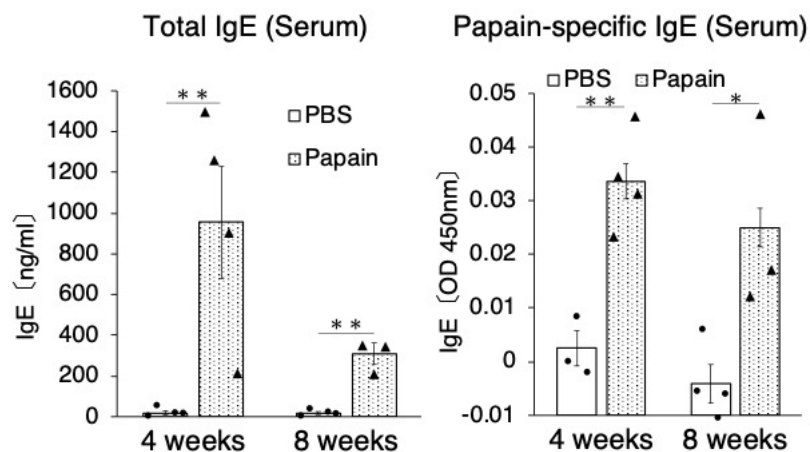 Total IgE (Serum)
IgE〔ng/ml〕
1600
1400
1200
1000
800
600
400
200
0
**
**
PBS
Papain
4 weeks
8 weeks
Papain-specific IgE (Serum)
PBS Papain
IgE〔OD 450nm〕
0.05
0.04
0.03
0.02
0.01
0
-0.01
**
*
4 weeks
8 weeks